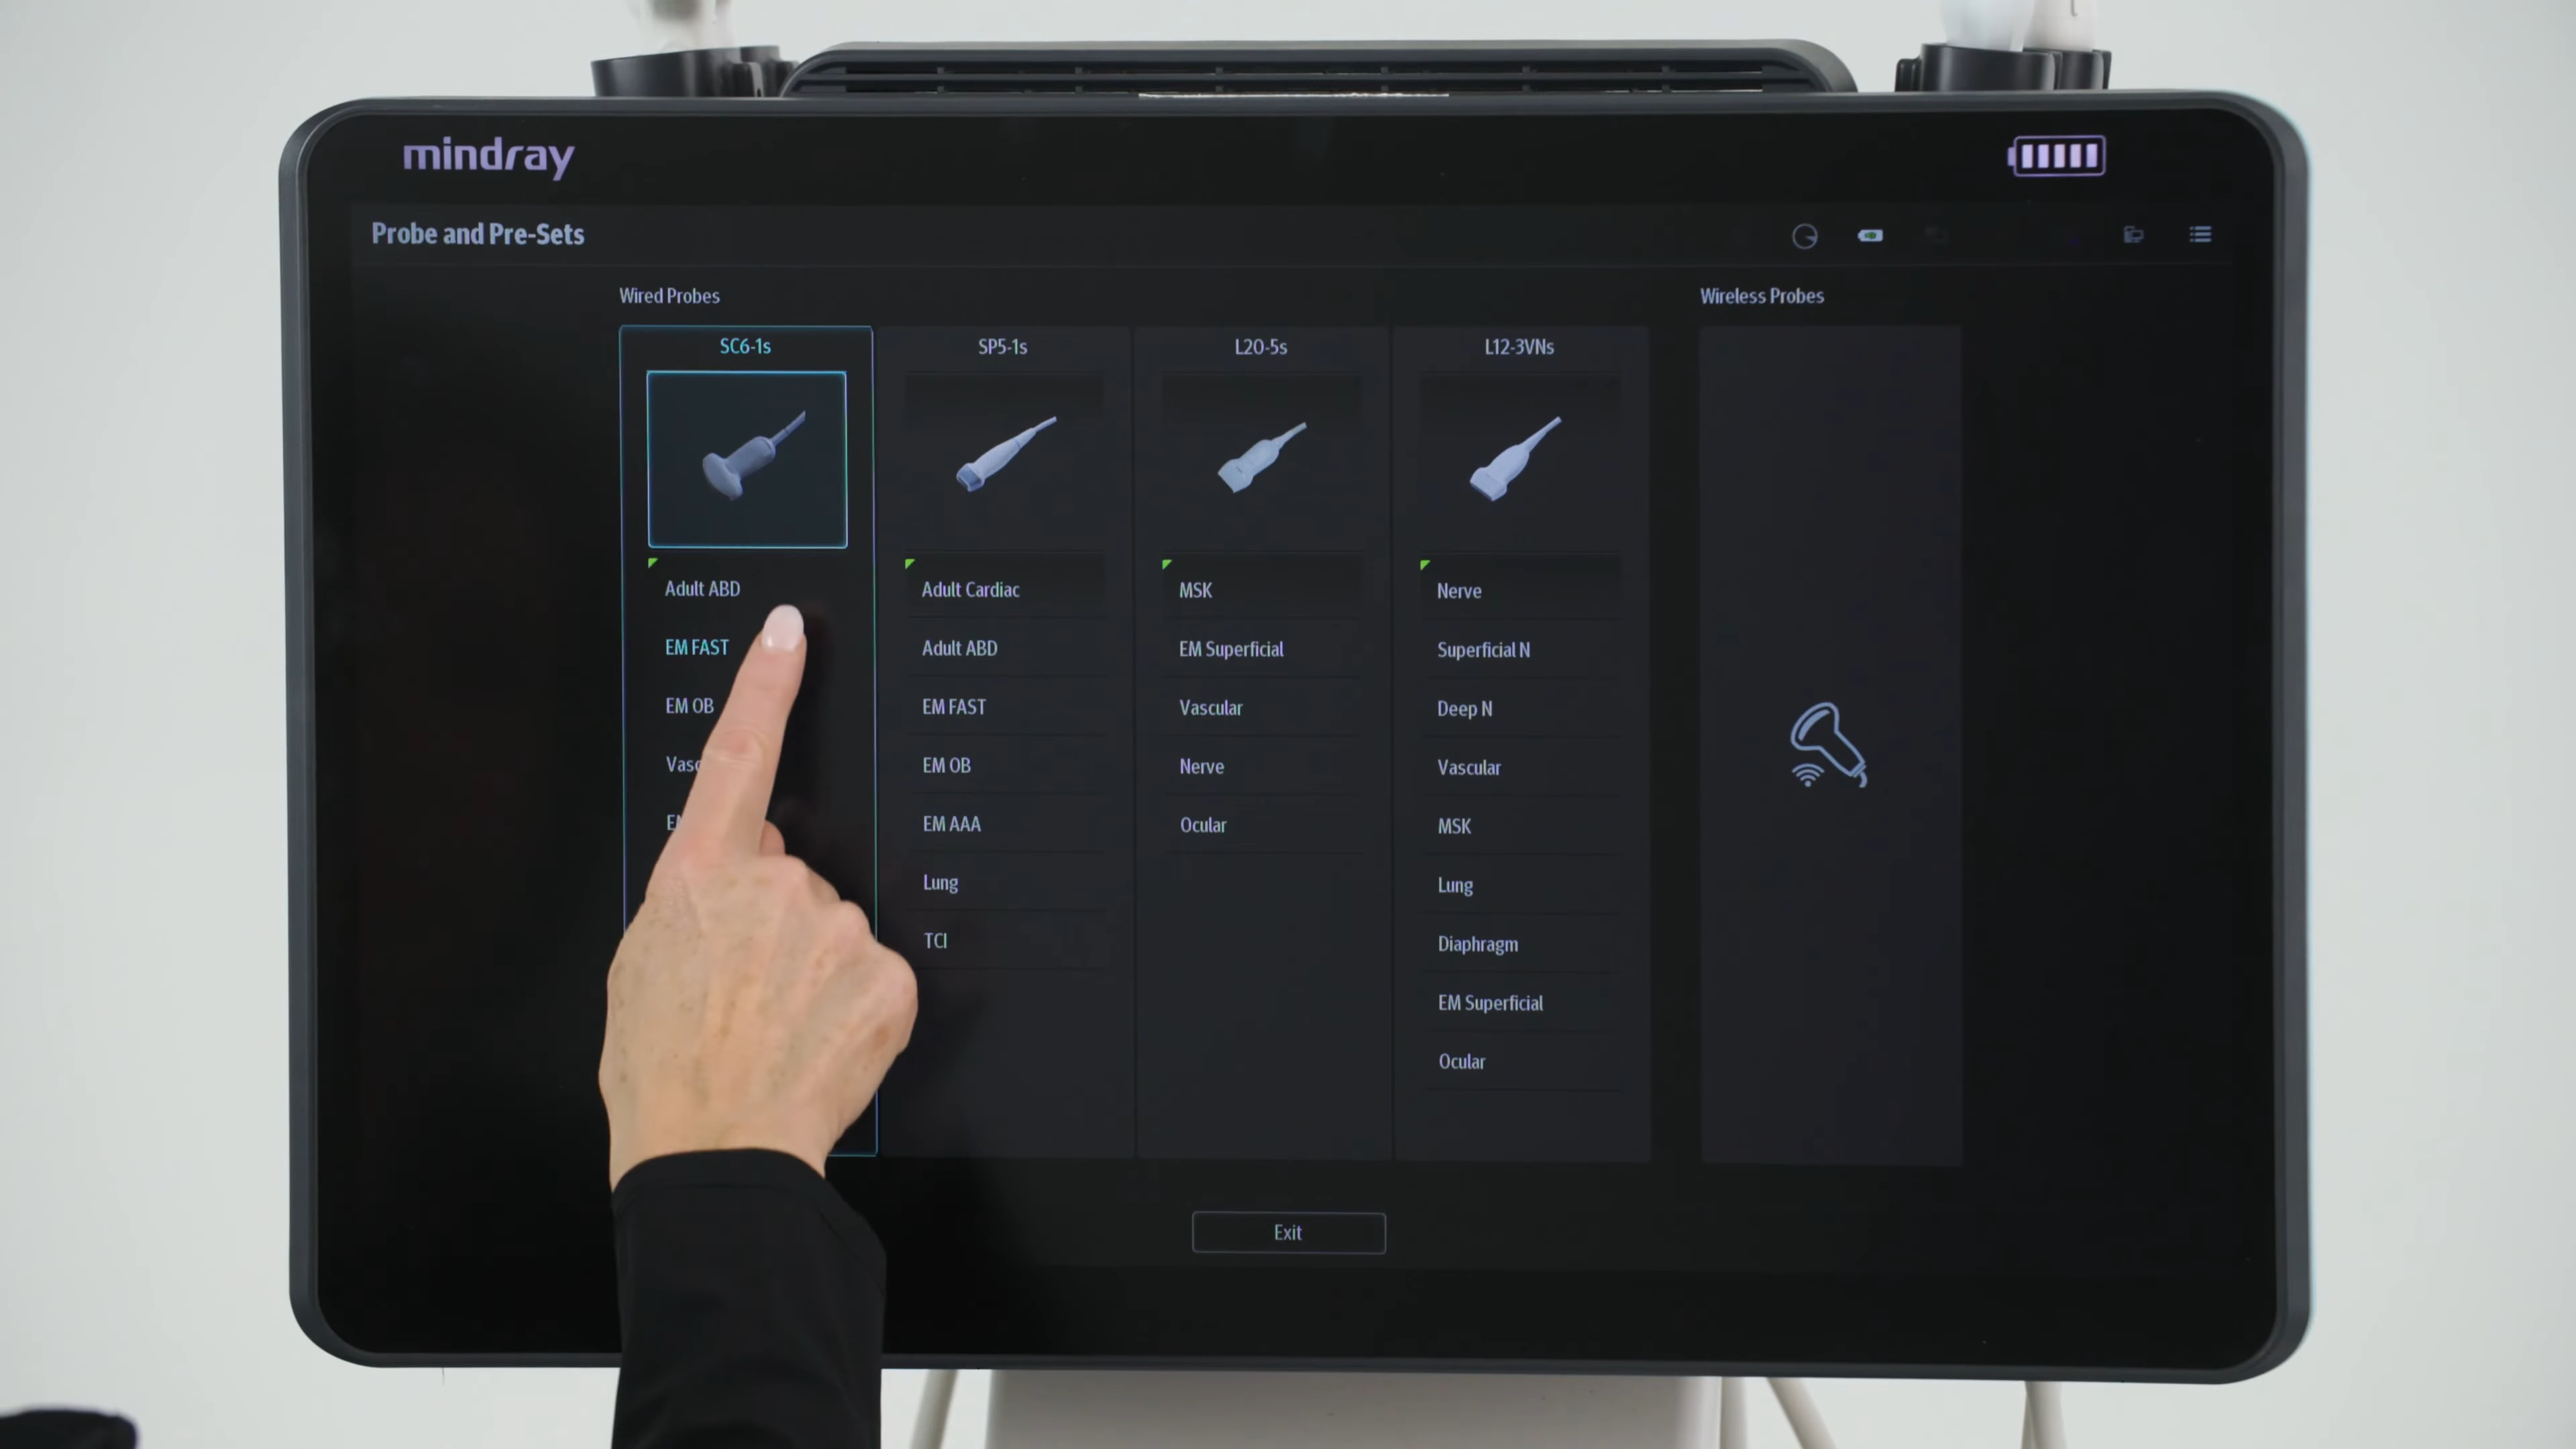 mindray
Probe and Pre-Sets
Wired Probes
Wireless Probes
SC6-1s
Adult ABD
EM FAST
EM OB
SP5-1s
Adult Cardiac
Adult ABD
EM FAST
EM OB
EM AAA
Lung
TCI
L20-5s
MSK
EM Superficial
Vascular
Nerve
Ocular
L12-3VNs
Nerve
Superficial N
Deep N
Vascular
MSK
Lung
Diaphragm
EM Superficial
Ocular
Exit